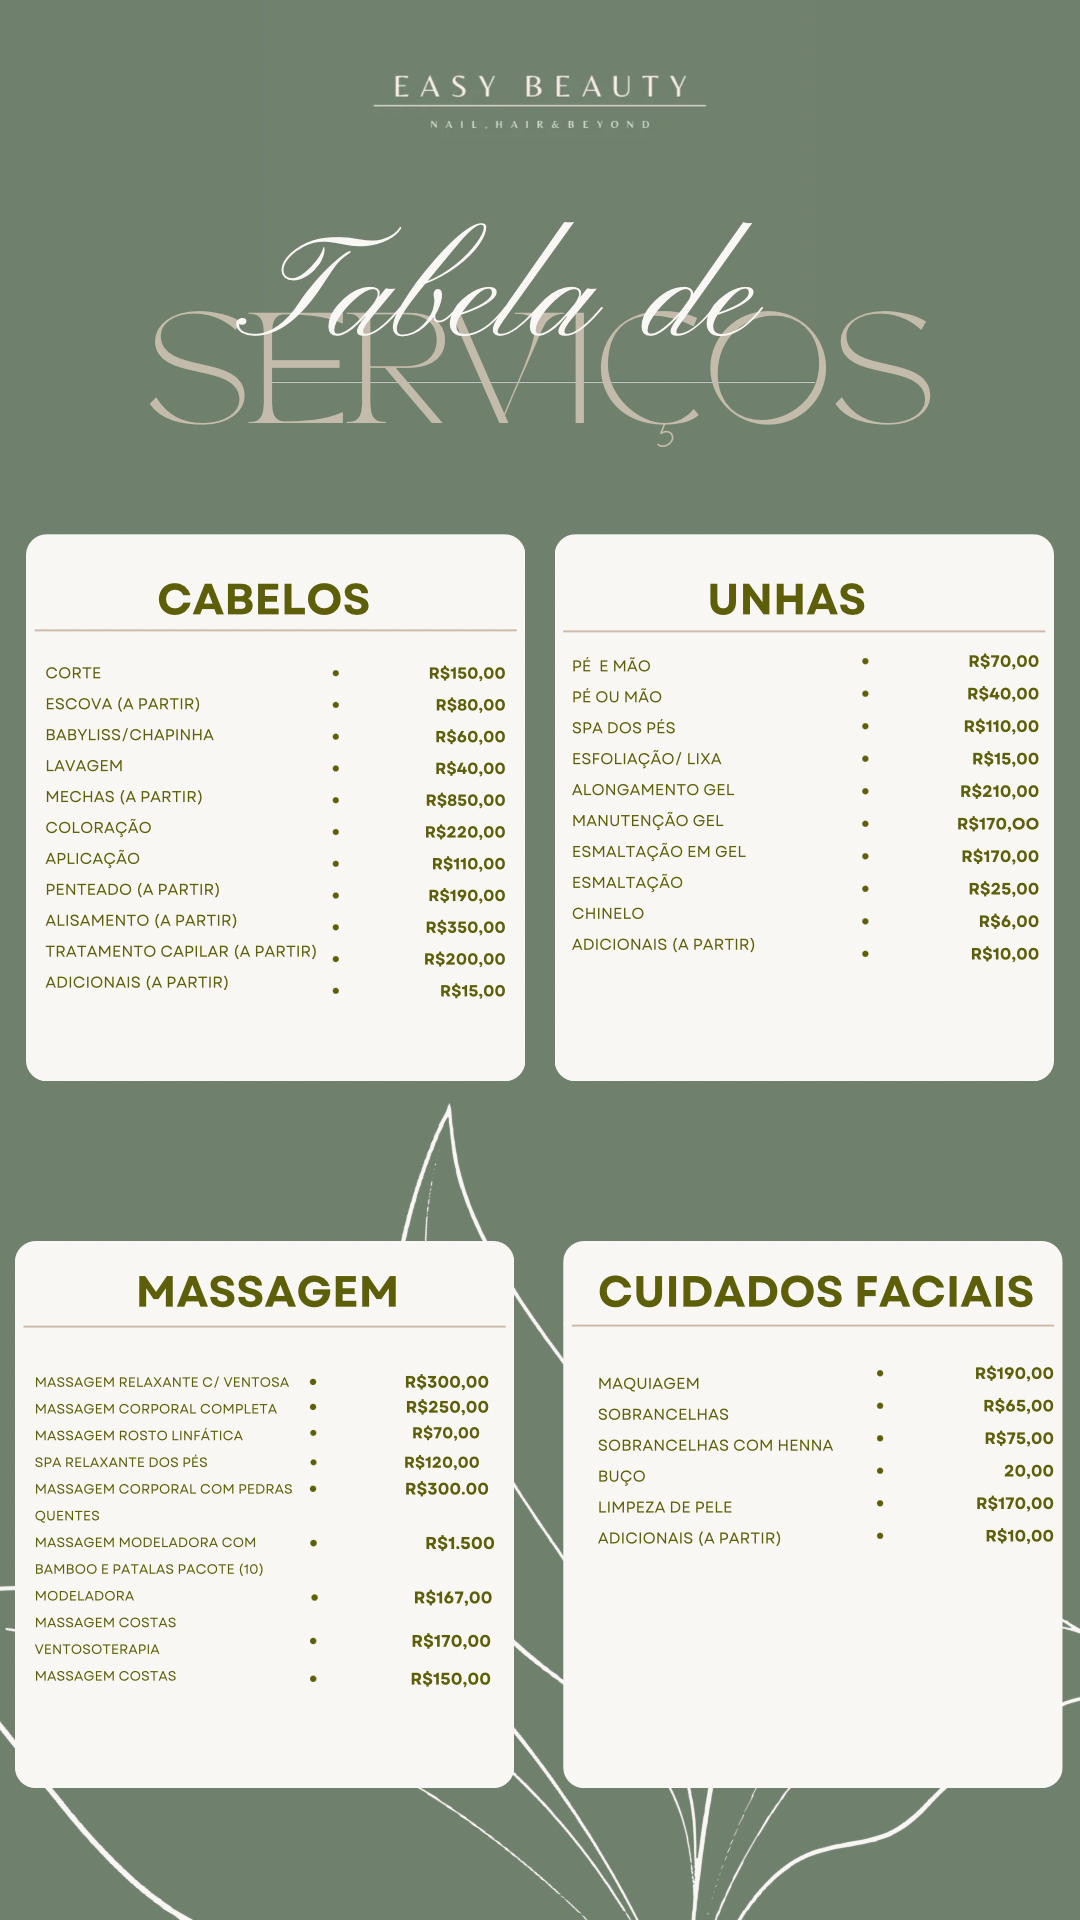 EASY BEAUTY
NAIL,HAIR&BEYOND
Tabela de
SERVIÇOS
CABELOS
CORTE • R$150,00
ESCOVA (A PARTIR) • R$80,00
BABYLISS/CHAPINHA • R$60,00
LAVAGEM • R$40,00
MECHAS (A PARTIR) • R$850,00
COLORAÇÃO • R$220,00
APLICAÇÃO • R$110,00
PENTEADO (A PARTIR) • R$190,00
ALISAMENTO (A PARTIR) • R$350,00
TRATAMENTO CAPILAR (A PARTIR) • R$200,00
ADICIONAIS (A PARTIR) • R$15,00
UNHAS
PÉ E MÃO • R$70,00
PÉ OU MÃO • R$40,00
SPA DOS PÉS • R$110,00
ESFOLIAÇÃO/ LIXA • R$15,00
ALONGAMENTO GEL • R$210,00
MANUTENÇÃO GEL • R$170,OO
ESMALTAÇÃO EM GEL • R$170,00
ESMALTAÇÃO • R$25,00
CHINELO • R$6,00
ADICIONAIS (A PARTIR) • R$10,00
MASSAGEM
MASSAGEM RELAXANTE C/ VENTOSA • R$300,00
MASSAGEM CORPORAL COMPLETA • R$250,00
MASSAGEM ROSTO LINFÁTICA • R$70,00
SPA RELAXANTE DOS PÉS • R$120,00
MASSAGEM CORPORAL COM PEDRAS • R$300.00
QUENTES
MASSAGEM MODELADORA COM • R$1.500
BAMBOO E PATALAS PACOTE (10)
MODELADORA • R$167,00
MASSAGEM COSTAS
VENTOSOTERAPIA • R$170,00
MASSAGEM COSTAS • R$150,00
CUIDADOS FACIAIS
MAQUIAGEM • R$190,00
SOBRANCELHAS • R$65,00
SOBRANCELHAS COM HENNA • R$75,00
BUÇO • 20,00
LIMPEZA DE PELE • R$170,00
ADICIONAIS (A PARTIR) • R$10,00